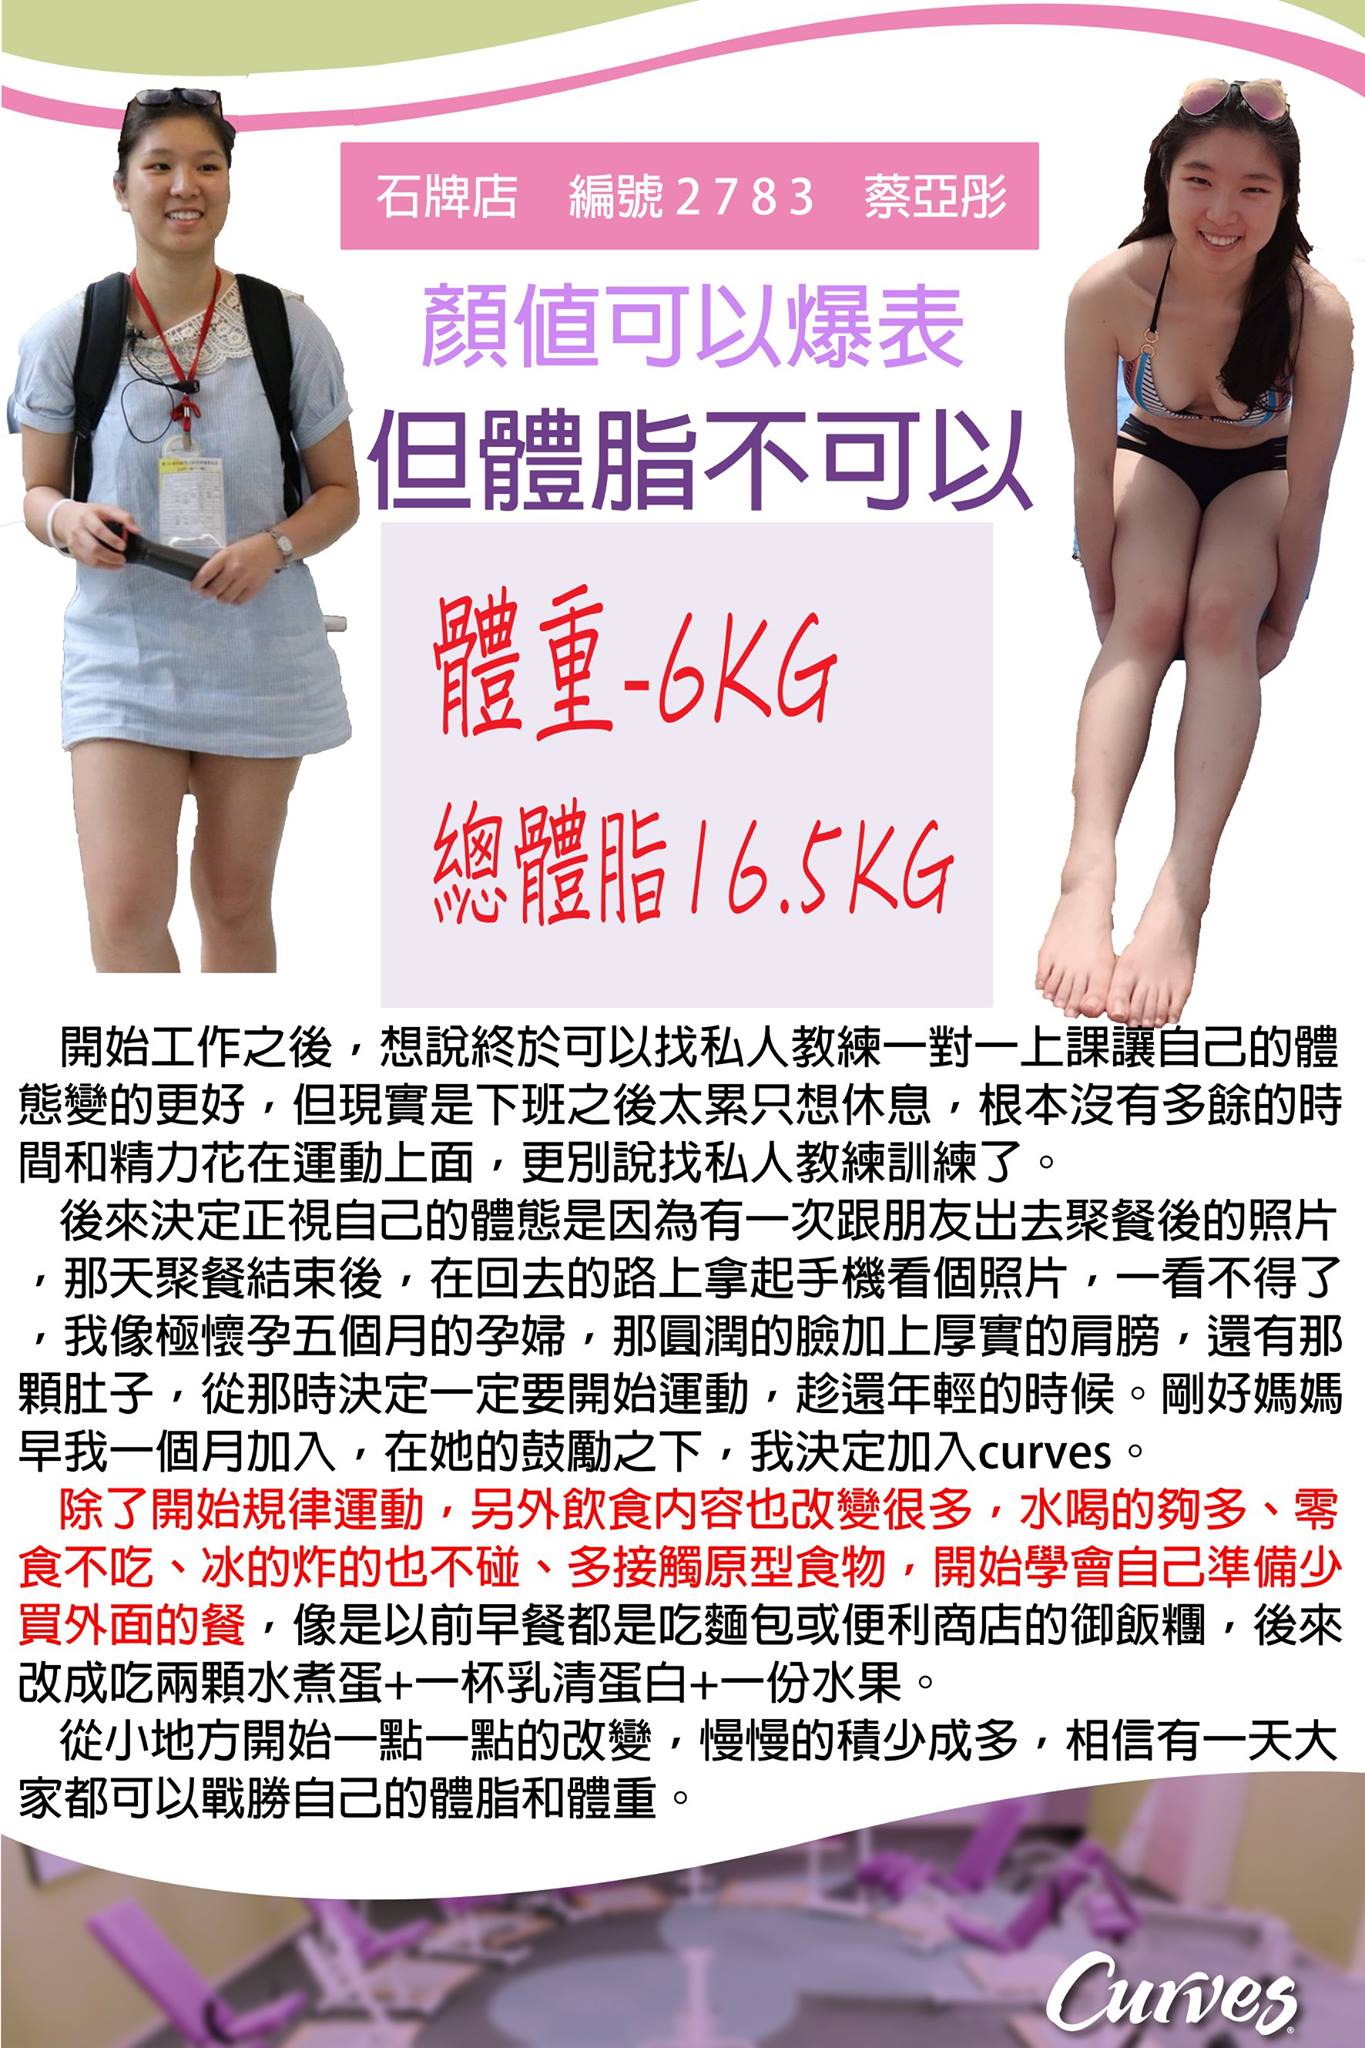 石牌店 編號2783 蔡亞彤
顏值可以爆表
但體脂不可以
體重-6KG
總體脂16.5KG
開始工作之後，想說終於可以找私人教練一對一上課讓自己的體
態變的更好，但現實是下班之後太累只想休息，根本沒有多餘的時
間和精力花在運動上面，更別說找私人教練訓練了。
後來決定正視自己的體態是因為有一次跟朋友出去聚餐後的照片
，那天聚餐結束後，在回去的路上拿起手機看個照片，一看不得了
，我像極懷孕五個月的孕婦，那圓潤的臉加上厚實的肩膀，還有那
顆肚子，從那時決定一定要開始運動，趁還年輕的時候。剛好媽媽
早我一個月加入，在她的鼓勵之下，我決定加入curves。
除了開始規律運動，另外飲食內容也改變很多，水喝的夠多、零
食不吃、冰的炸的也不碰、多接觸原型食物，開始學會自己準備少
買外面的餐，像是以前早餐都是吃麵包或便利商店的御飯糰，後來
改成吃兩顆水煮蛋+一杯乳清蛋白+一份水果。
從小地方開始一點一點的改變，慢慢的積少成多，相信有一天大
家都可以戰勝自己的體脂和體重。
Curves